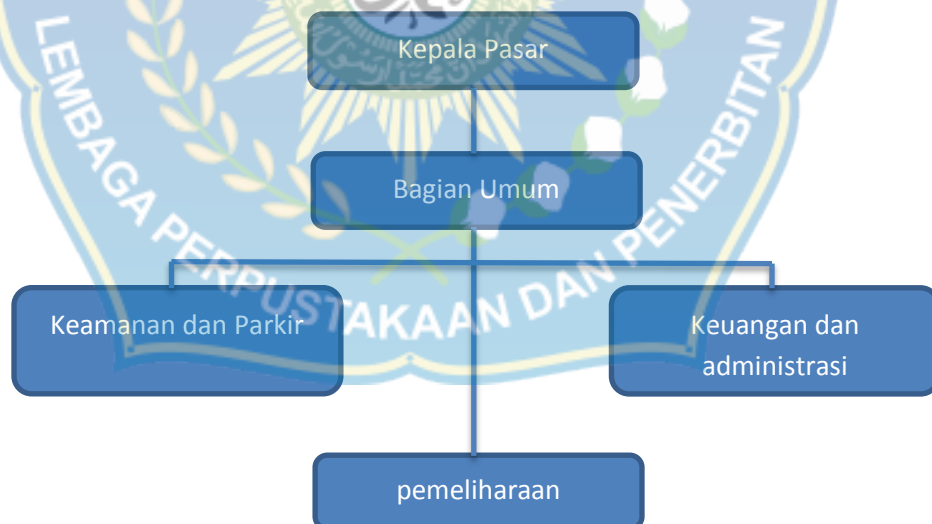 Kepala Pasar
Bagian Umum
Keamanan dan Parkir
Keuangan dan
administrasi
pemeliharaan
LEMBAGA PERPUSTAKAAN DAN PENERBITAN